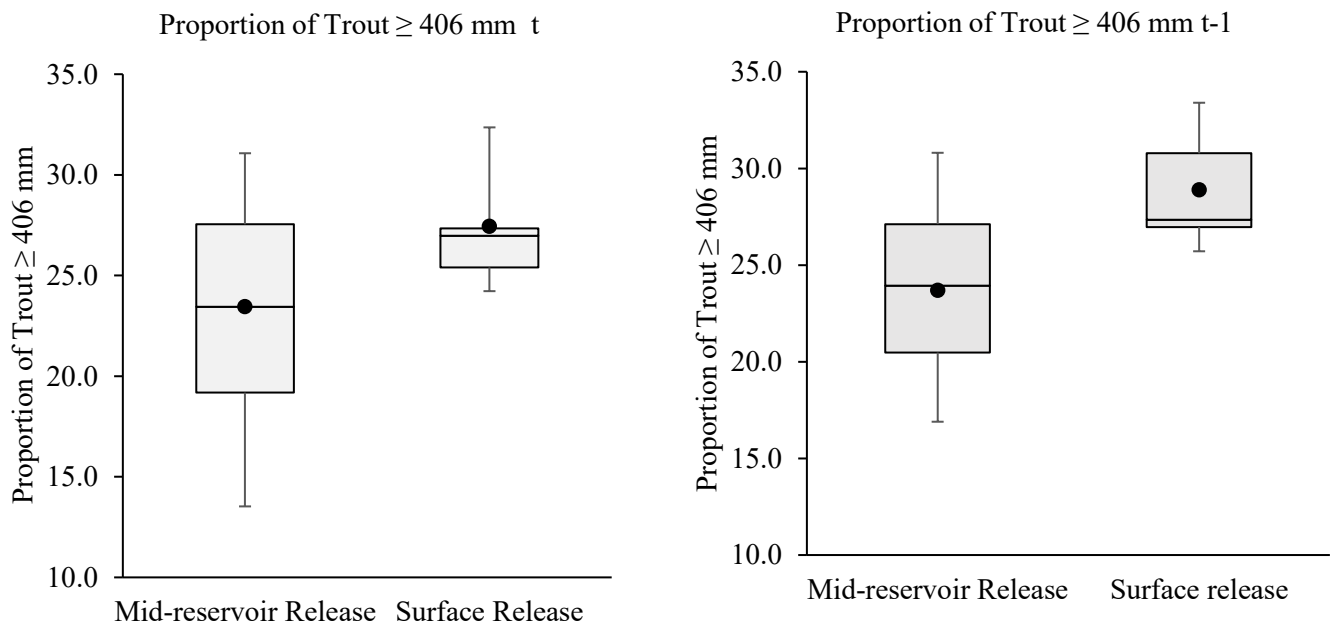 Proportion of Trout ≥ 406 mm t
Proportion of Trout ≥ 406 mm
35.0
30.0
25.0
20.0
15.0
10.0
Mid-reservoir Release Surface Release
Proportion of Trout ≥ 406 mm t-1
Proportion of Trout ≥ 406 mm
35.0
30.0
25.0
20.0
15.0
10.0
Mid-reservoir Release Surface release